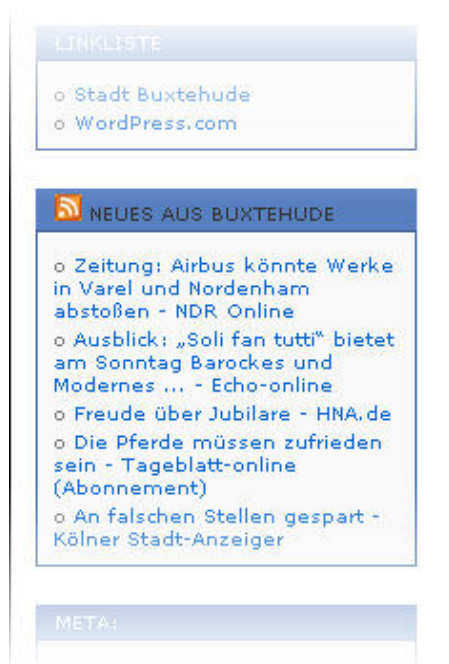 LINKLISTE
o Stadt Buxtehude
o WordPress.com
NEUES AUS BUXTEHUDE
o Zeitung: Airbus könnte Werke
in Varel und Nordenham
abstoßen - NDR Online
o Ausblick: „Soli fan tutti“ bietet
am Sonntag Barockes und
Modernes ... - Echo-online
o Freude über Jubilare - HNA.de
o Die Pferde müssen zufrieden
sein - Tageblatt-online
(Abonnement)
o An falschen Stellen gespart -
Kölner Stadt-Anzeiger
META: